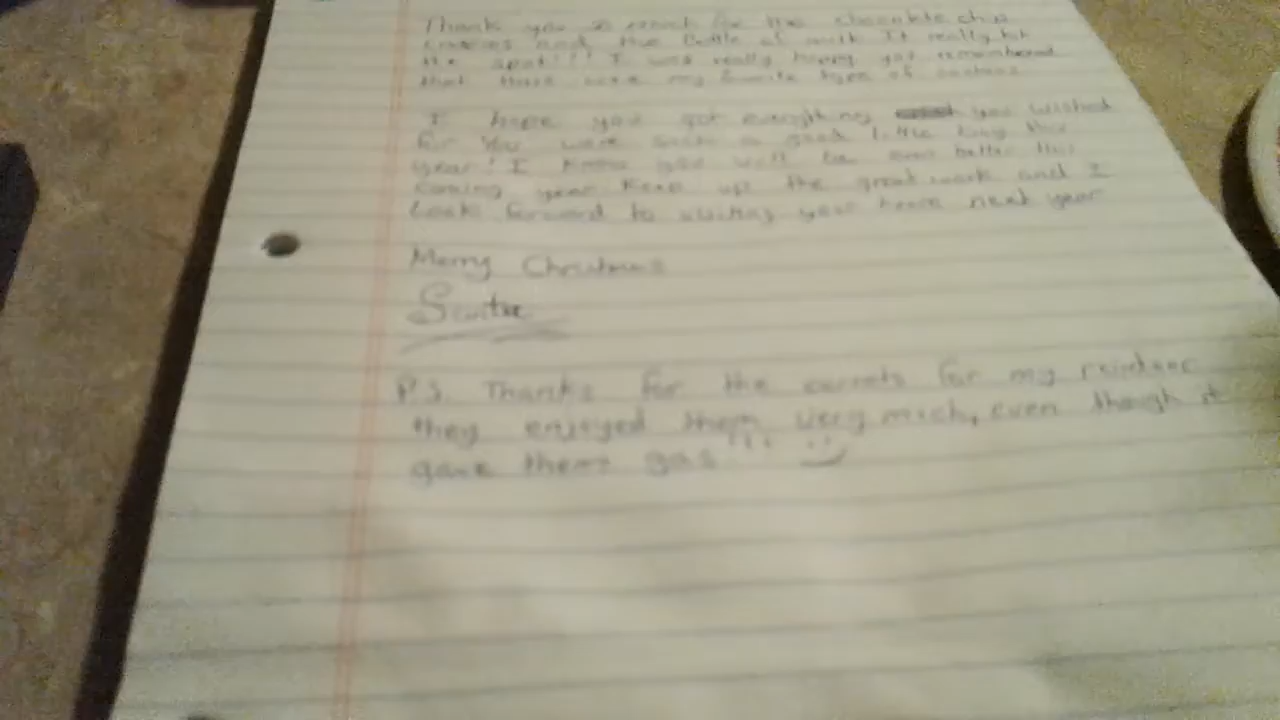 Thank you so much for the chocolate chip
cookies and the bottle of milk It really hit
the spot!!! I was really happy you remembered
that those were my favorite type of cookies
I hope you got everything you wished
for You were such a good little boy this
year! I know you will be even better this
coming year Keep up the great work and I
Look forward to visiting your home next year
Merry Christmas
Santa
P.S. Thanks for the carrots for my reindeer
they enjoyed them very much, even though it
gave them gas!!! :)